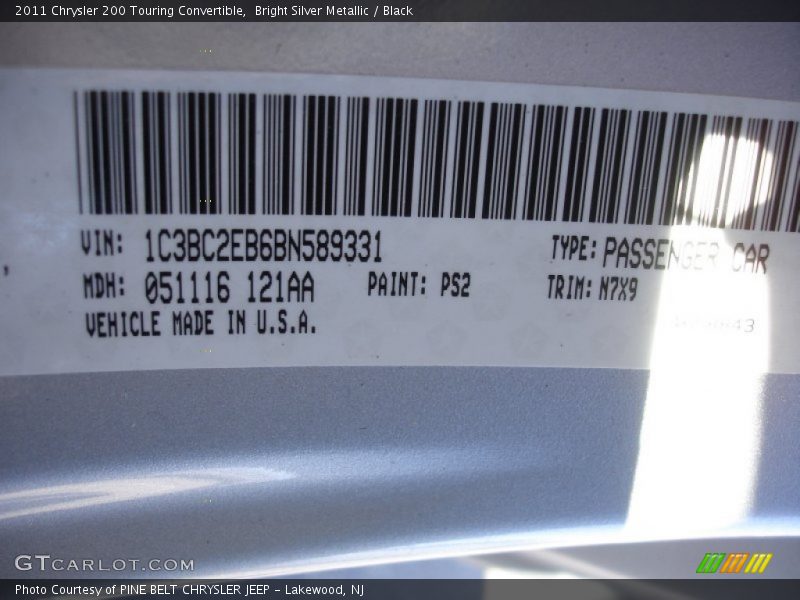 2011 Chrysler 200 Touring Convertible,  Bright Silver Metallic / Black
VIN: 1C3BC2EB6BN589331 TYPE: PASSENGER CAR
MDH: 051116 121AA PAINT: PS2 TRIM: N7X9
VEHICLE MADE IN U.S.A.
GTCARLOT.COM
Photo Courtesy of PINE BELT CHRYSLER JEEP - Lakewood, NJ